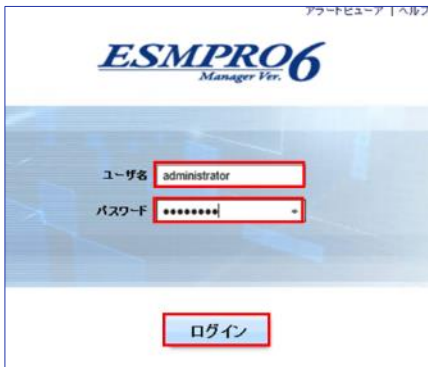 アラートビューア | ヘルプ
ESMPRO6
Manager Ver.
ユーザ名 administrator
パスワード ••••••••
ログイン